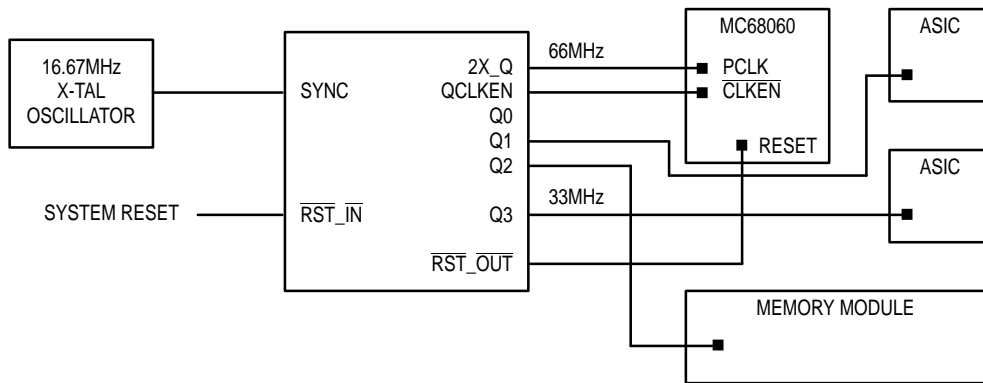 16.67MHz
X-TAL
OSCILLATOR
SYSTEM RESET
SYNC
RST_IN
2X_Q
QCLKEN
Q0
Q1
Q2
Q3
RST_OUT
66MHz
33MHz
MC68060
PCLK
CLKEN
RESET
ASIC
ASIC
MEMORY MODULE